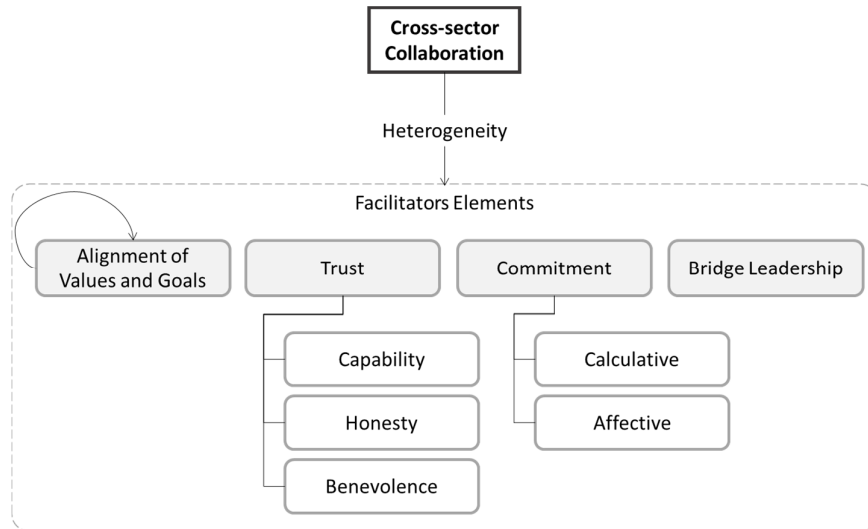 Cross-sector
Collaboration
Heterogeneity
Facilitators Elements
Alignment of
Values and Goals
Trust
Commitment
Bridge Leadership
Capability
Calculative
Honesty
Affective
Benevolence